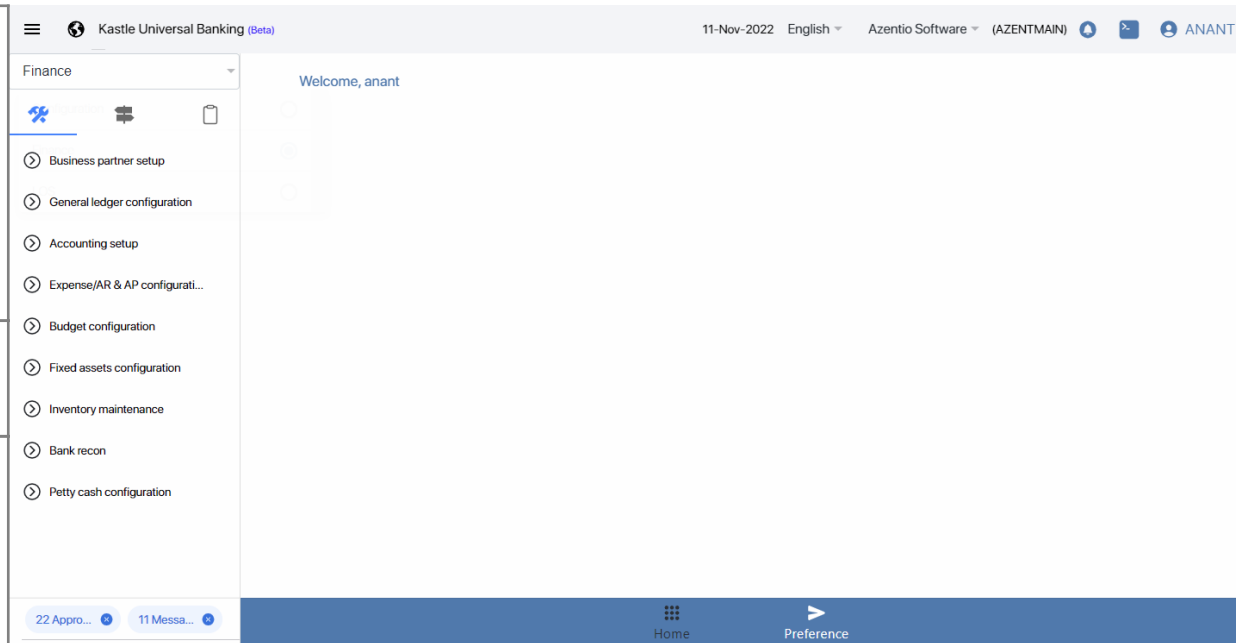 Kastle Universal Banking (Beta)
11-Nov-2022 English Azentio Software (AZENTMAIN) ANANT
Finance
Welcome, anant
Business partner setup
General ledger configuration
Accounting setup
Expense/AR & AP configurati...
Budget configuration
Fixed assets configuration
Inventory maintenance
Bank recon
Petty cash configuration
22 Appro... 11 Messa...
Home Preference